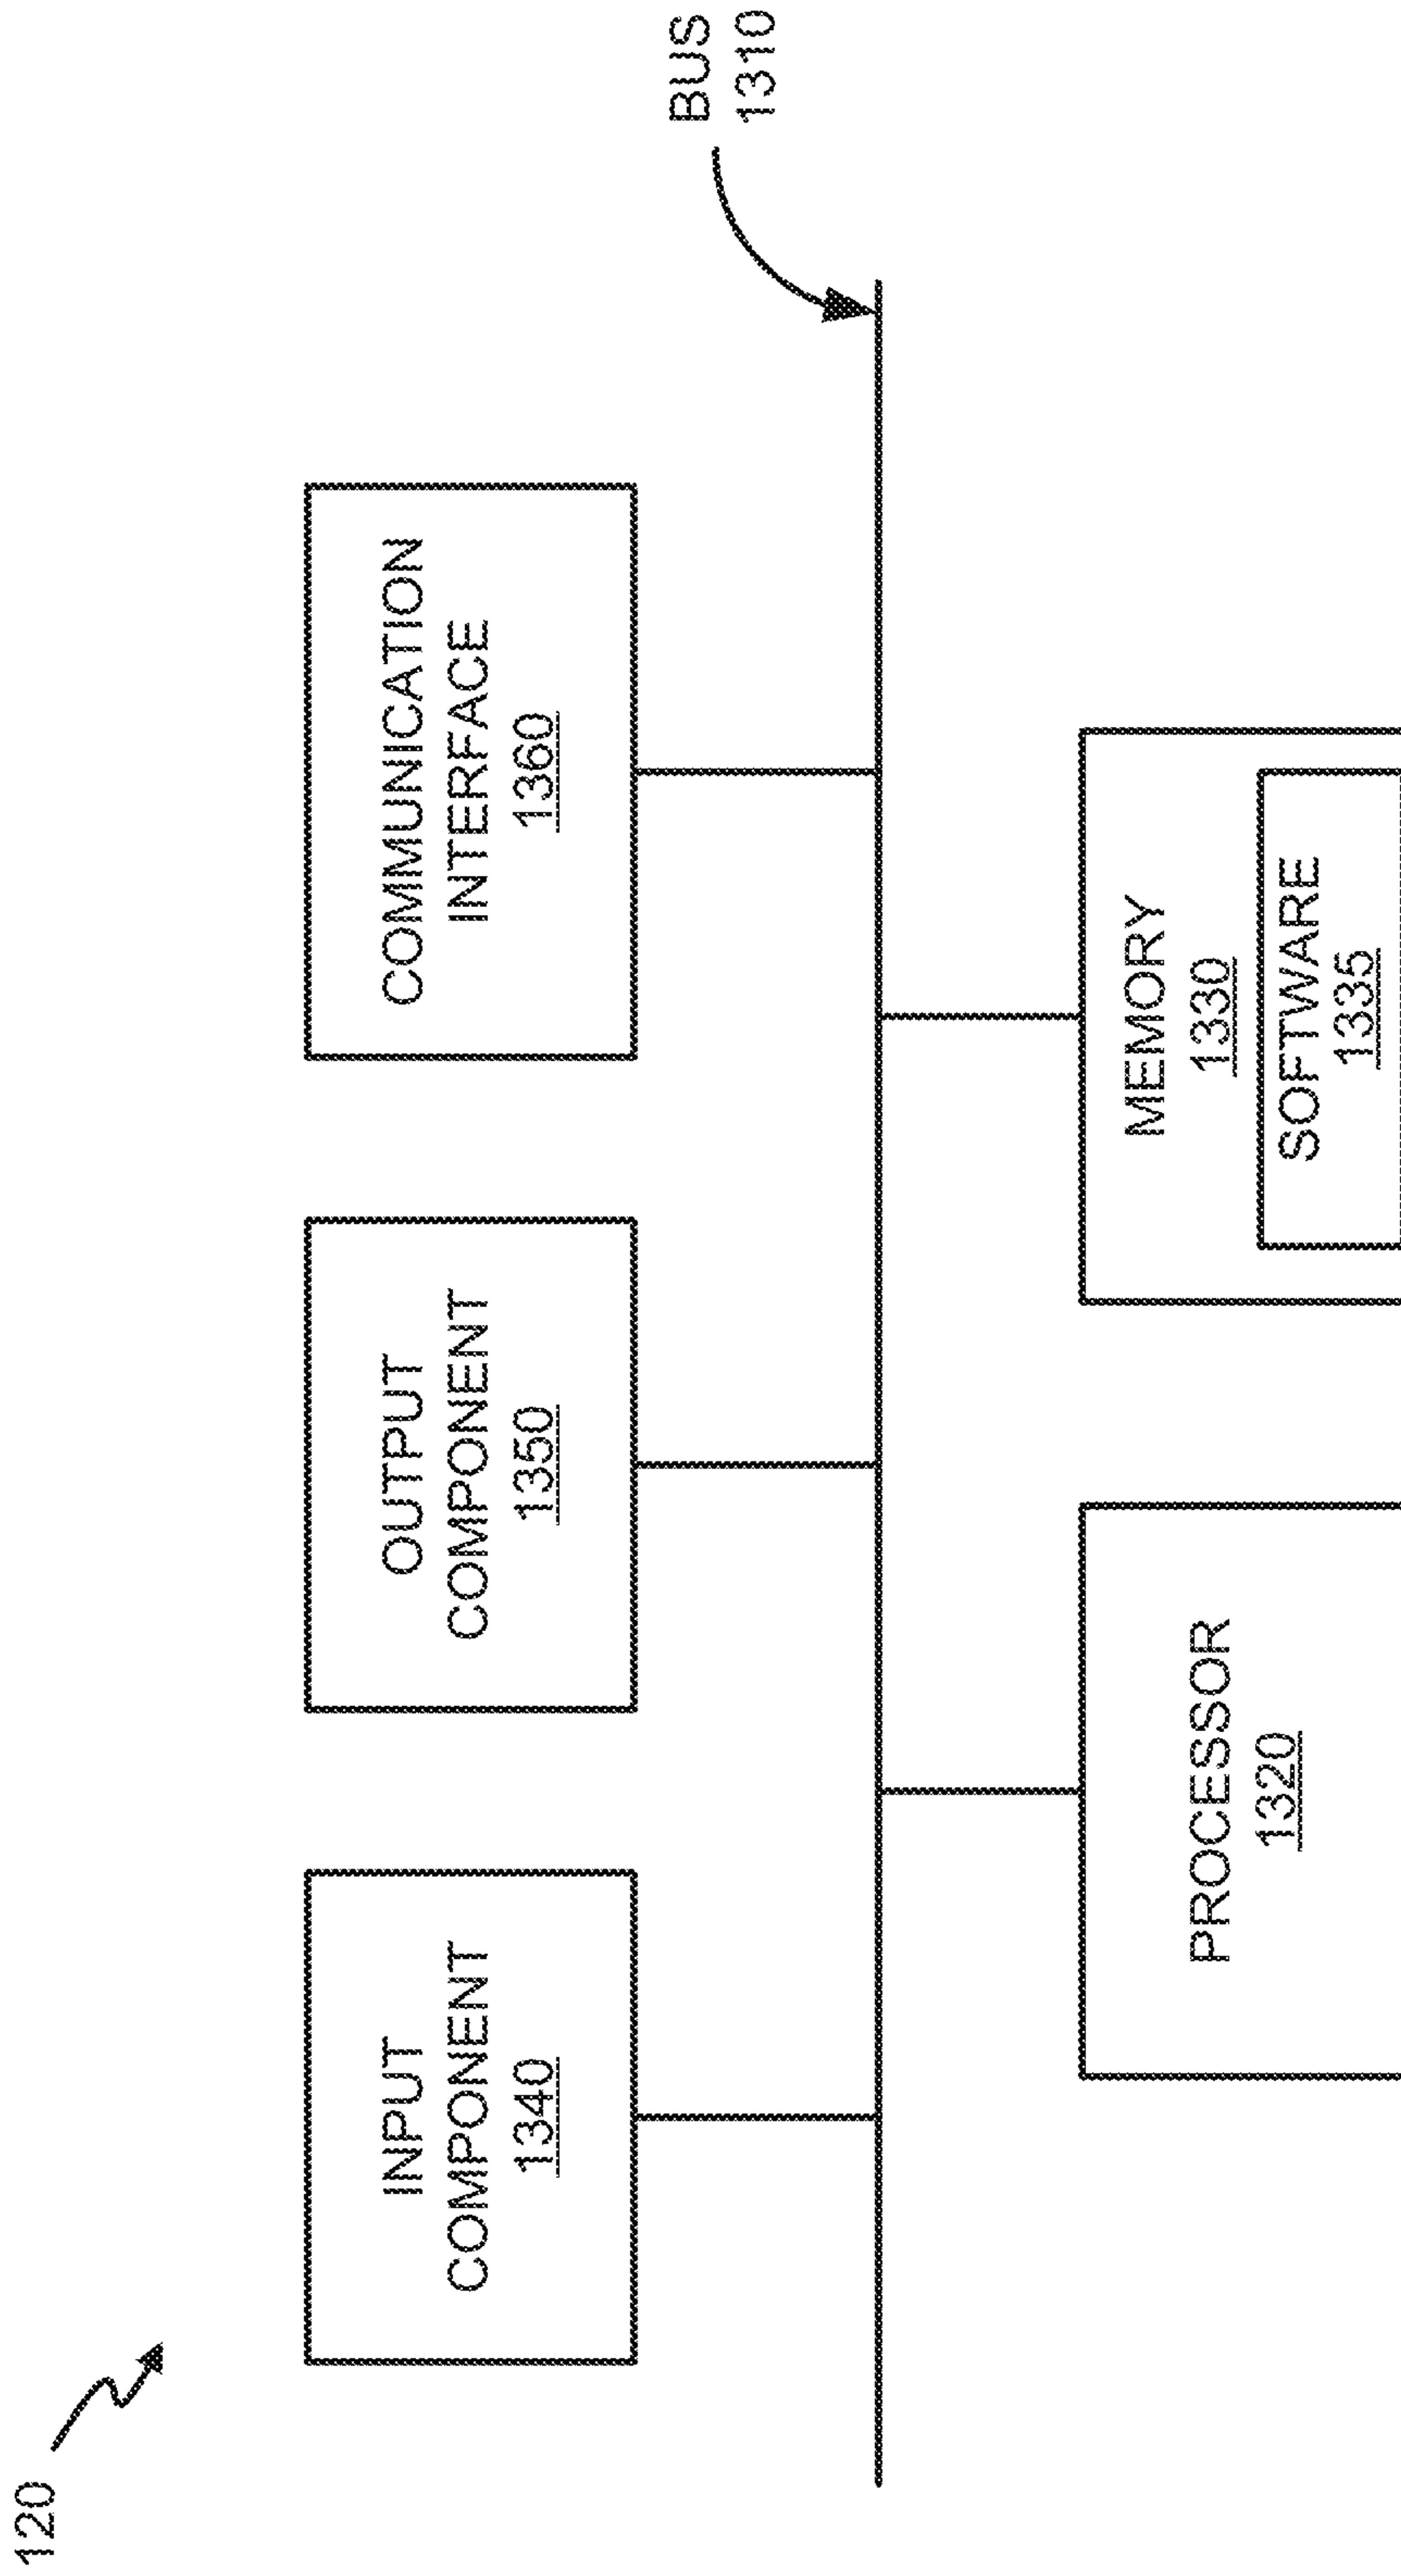 120
INPUT
COMPONENT
1340
OUTPUT
COMPONENT
1350
COMMUNICATION
INTERFACE
1360
BUS
1310
PROCESSOR
1320
MEMORY
1330
SOFTWARE
1335